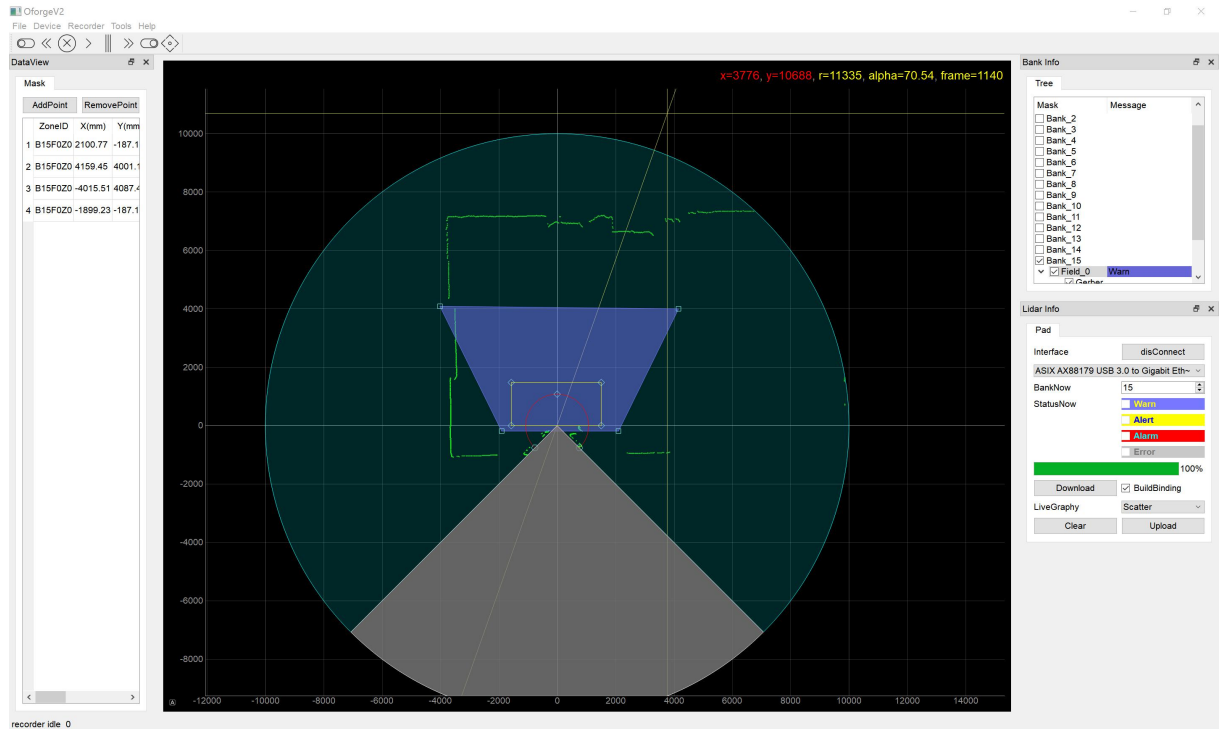 OforgeV2
File Device Recorder Tools Help
DataView
Mask
AddPoint RemovePoint
ZoneID X(mm) Y(mm
1 B15F0Z0 2100.77 -187.1
2 B15F0Z0 4159.45 4001.1
3 B15F0Z0 -4015.51 4087.4
4 B15F0Z0 -1899.23 -187.1
x=3776, y=10688, r=11335, alpha=70.54, frame=1140
10000
8000
6000
4000
2000
0
-2000
-4000
-6000
-8000
A -12000 -10000 -8000 -6000 -4000 -2000 0 2000 4000 6000 8000 10000 12000 14000
Bank Info
Tree
Mask Message
Bank_2
Bank_3
Bank_4
Bank_5
Bank_6
Bank_7
Bank_8
Bank_9
Bank_10
Bank_11
Bank_12
Bank_13
Bank_14
Bank_15
Field_0 Warn
Gerber
Lidar Info
Pad
Interface disConnect
ASIX AX88179 USB 3.0 to Gigabit Eth~
BankNow 15
StatusNow Warn
Alert
Alarm
Error
100%
Download BuildBinding
LiveGraphy Scatter
Clear Upload
recorder idle 0